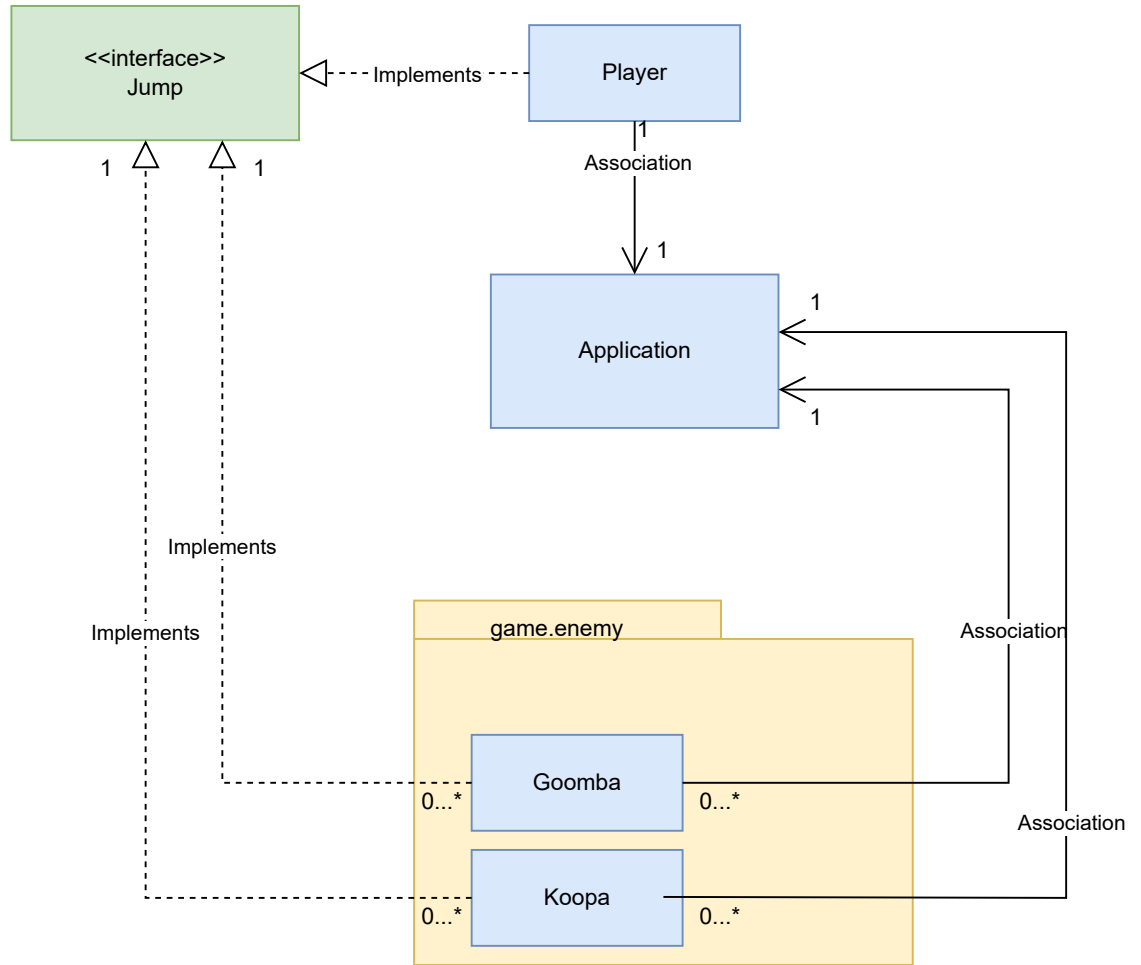 <<interface>>
Jump
Implements
Player
1
1
1
Association
1
Application
1
1
Implements
Implements
game.enemy
Association
Goomba
0...*
0...*
Association
Koopa
0...*
0...*